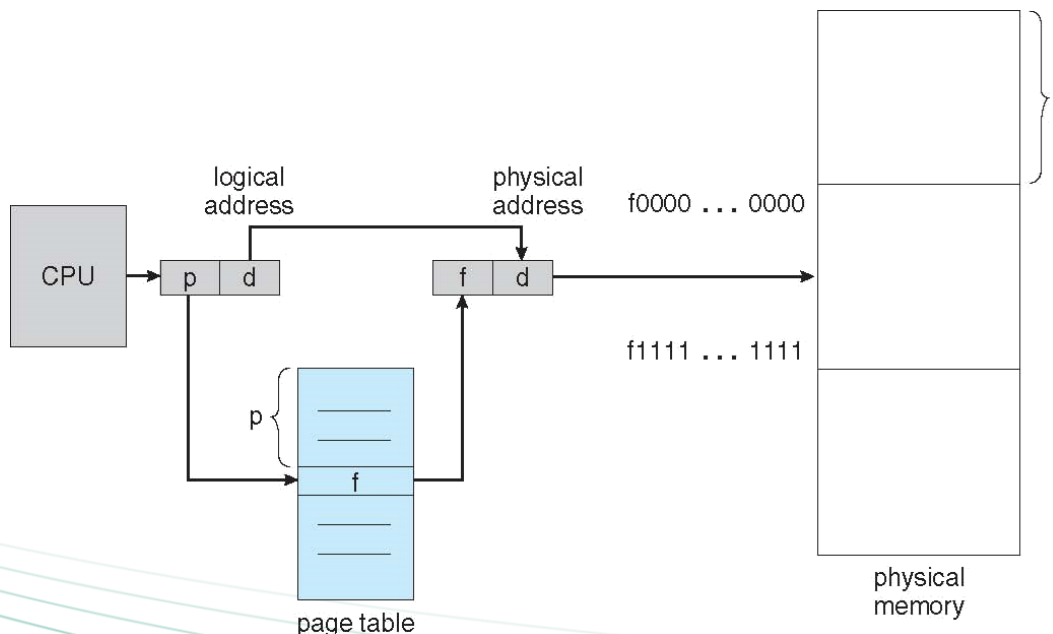 logical
address
physical
address
f0000 ... 0000
CPU
p
d
f
d
f1111 ... 1111
p
f
page table
physical
memory